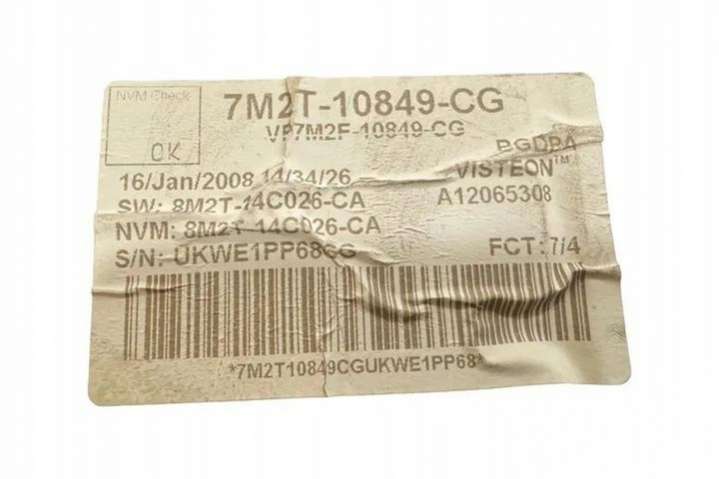 NVM Check
OK
7M2T-10849-CG
VP7M2F-10849-CG
BGDPA
16/Jan/2008 14/34/26
VISTEON™
SW: 8M2T-14C026-CA
A12065308
NVM: 8M2T-14C026-CA
S/N: UKWE1PP68CG
FCT: 7/4
*7M2T10849CGUKWE1PP68*